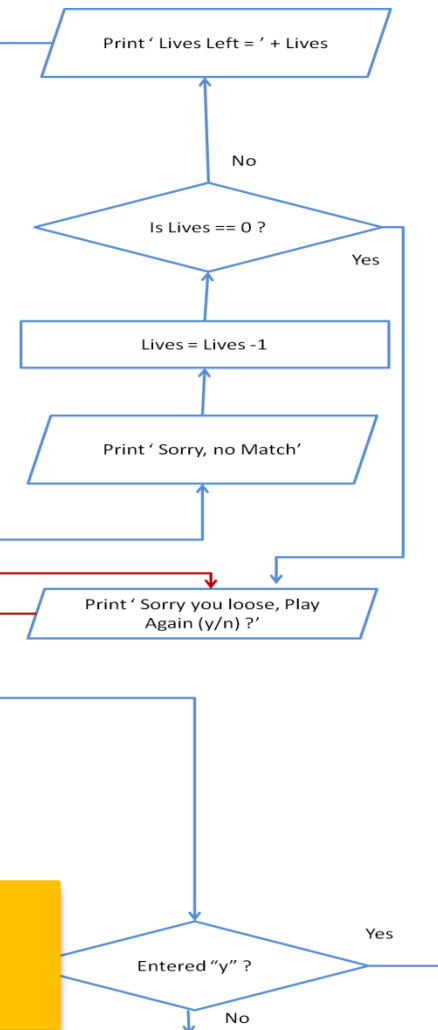 Print ‘ Lives Left = ’ + Lives
No
Is Lives == 0 ?
Yes
Lives = Lives -1
Print ‘ Sorry, no Match’
Print ‘ Sorry you loose, Play
Again (y/n) ?’
Yes
Entered “y” ?
No